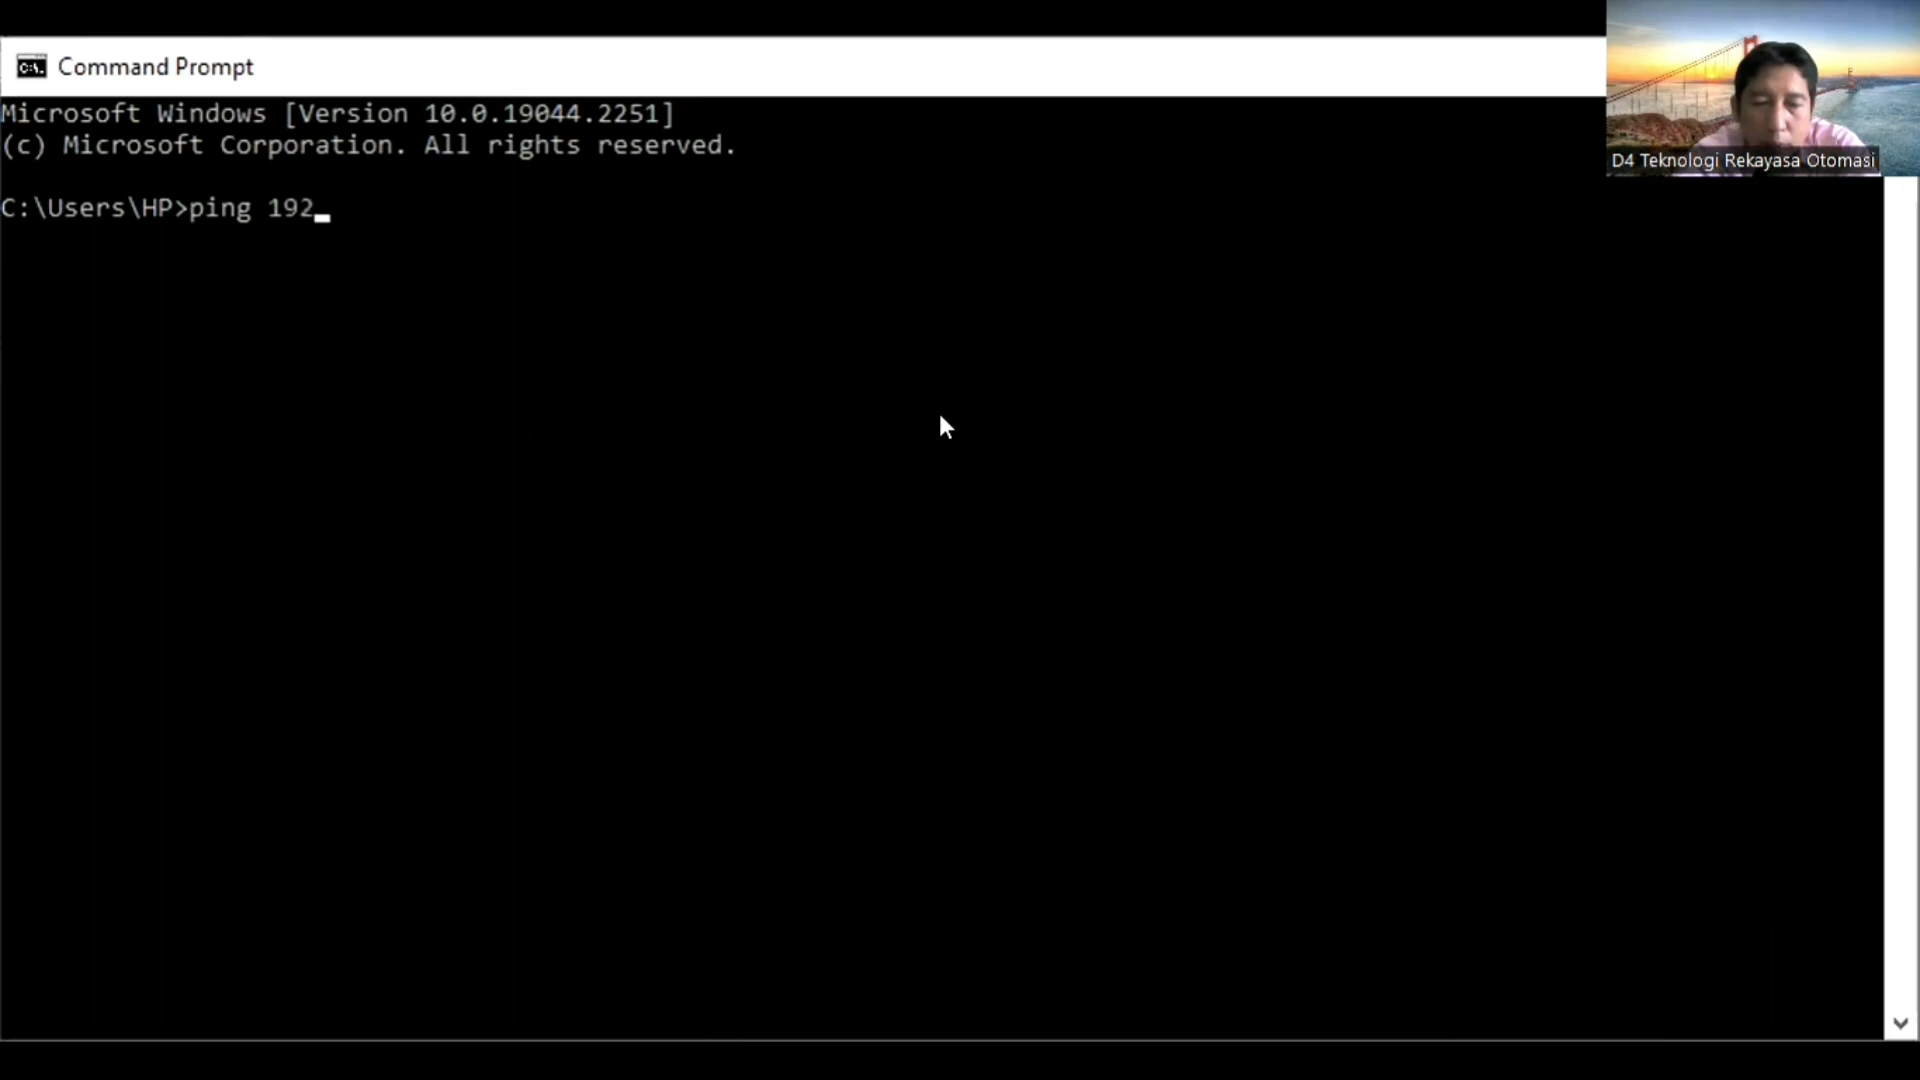 Command Prompt
Microsoft Windows [Version 10.0.19044.2251]
(c) Microsoft Corporation. All rights reserved.
C:\Users\HP>ping 192_
D4 Teknologi Rekayasa Otomasi